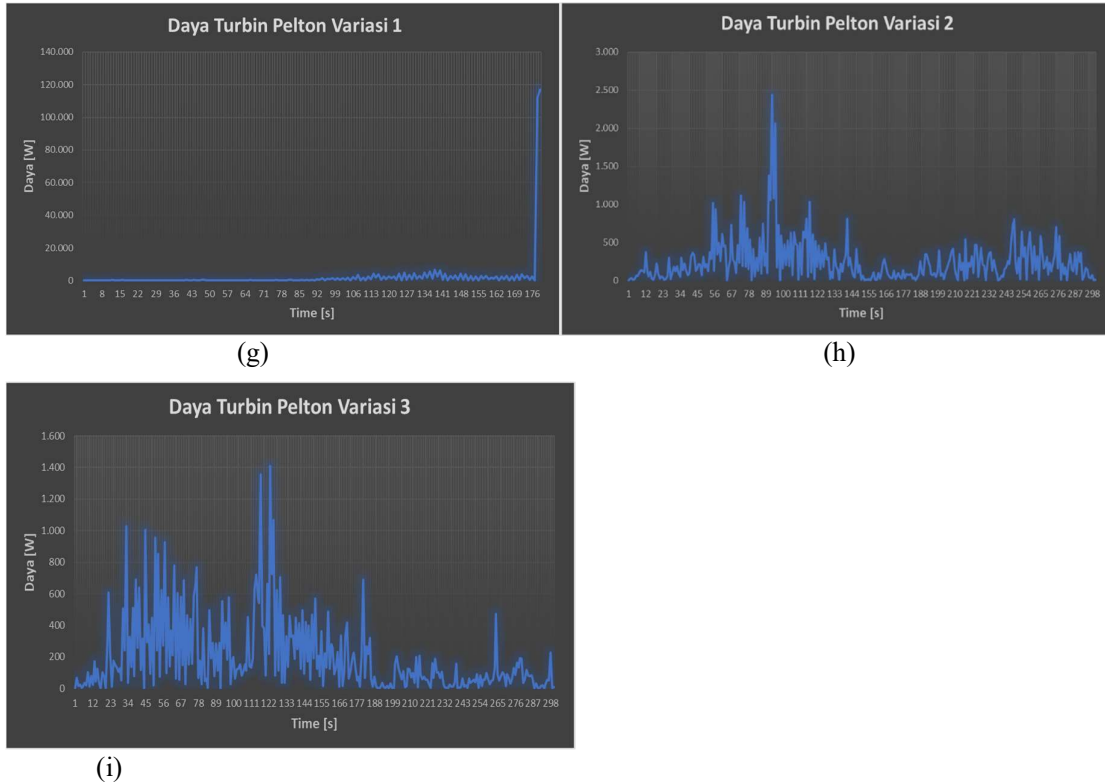 Daya Turbin Pelton Variasi 1
Daya [W]
140.000
120.000
100.000
80.000
60.000
40.000
20.000
0
1 8 15 22 29 36 43 50 57 64 71 78 85 92 99 106 113 120 127 134 141 148 155 162 169 176
Time [s]
(g)
Daya Turbin Pelton Variasi 2
Daya [W]
3.000
2.500
2.000
1.500
1.000
500
0
1 12 23 34 45 56 67 78 89 100 111 122 133 144 155 166 177 188 199 210 221 232 243 254 265 276 287 298
Time [s]
(h)
Daya Turbin Pelton Variasi 3
Daya [W]
1.600
1.400
1.200
1.000
800
600
400
200
0
1 12 23 34 45 56 67 78 89 100 111 122 133 144 155 166 177 188 199 210 221 232 243 254 265 276 287 298
Time [s]
(i)